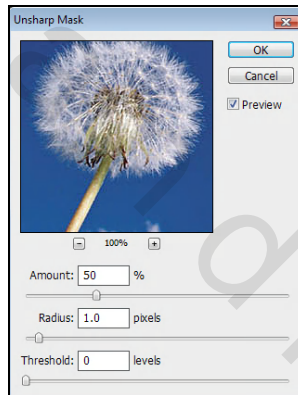 Unsharp Mask
OK
Cancel
Preview
100%
Amount: 50 %
Radius: 1.0 pixels
Threshold: 0 levels